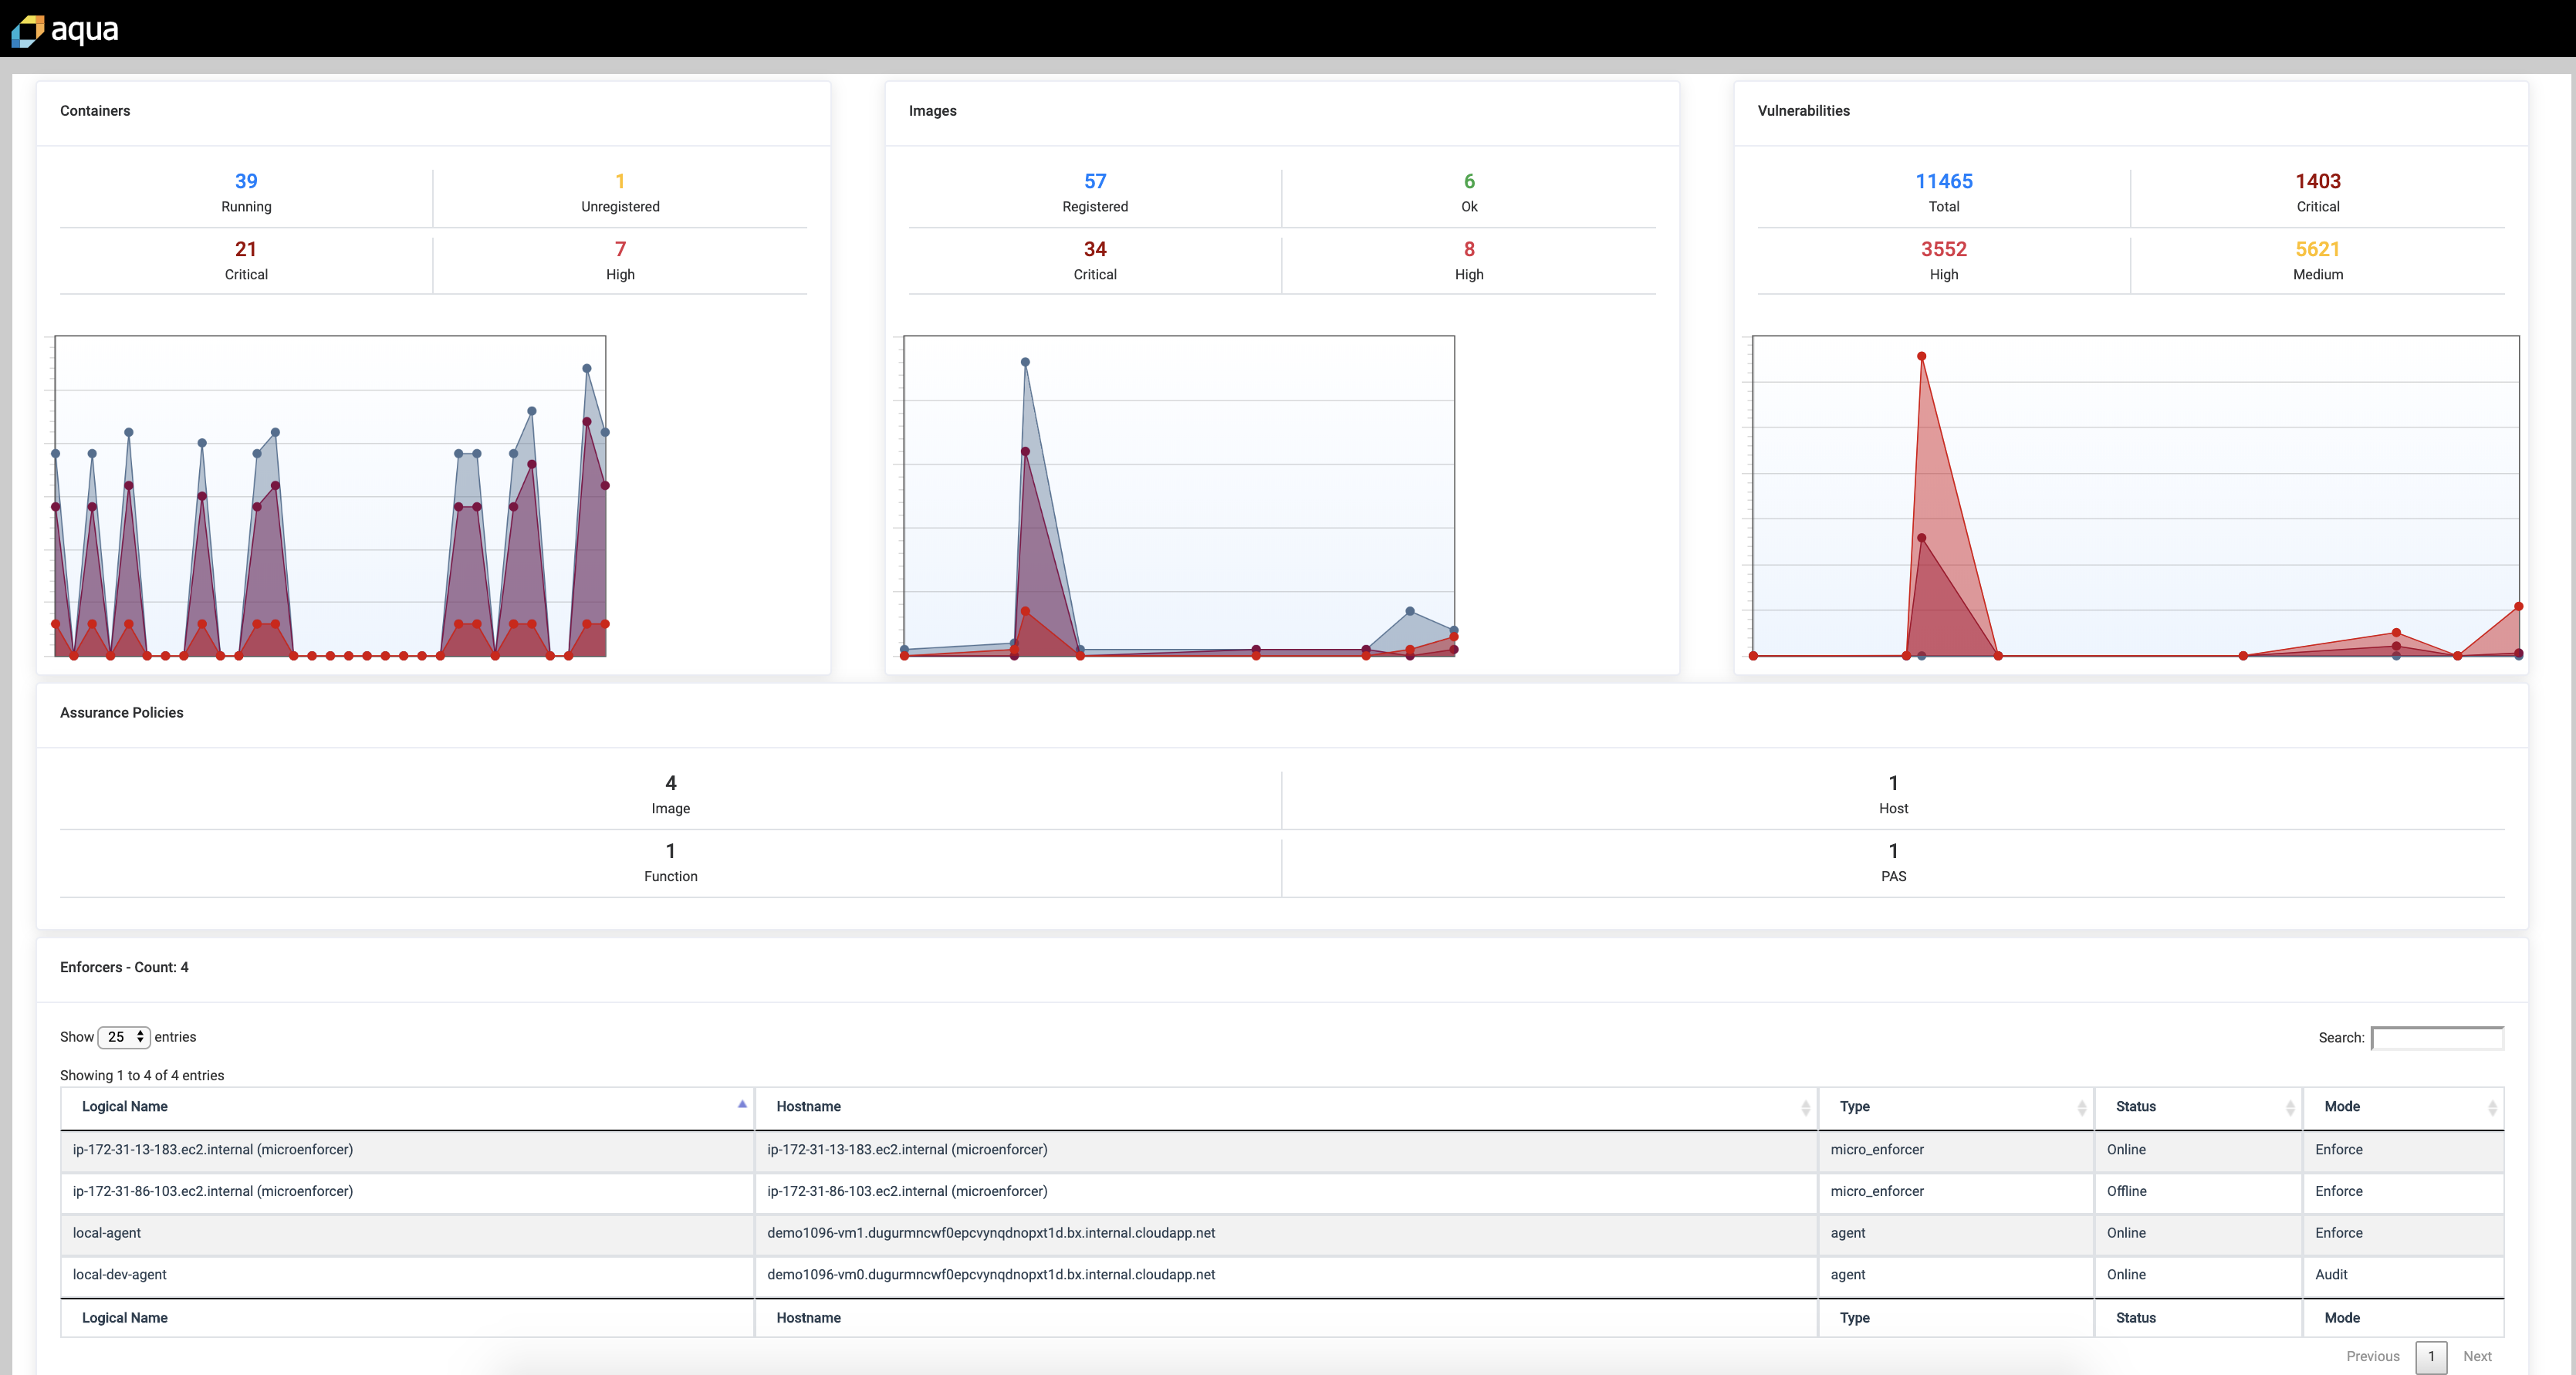 aqua
Containers
39
Running
1
Unregistered
21
Critical
7
High
Images
57
Registered
6
Ok
34
Critical
8
High
Vulnerabilities
11465
Total
1403
Critical
3552
High
5621
Medium
Assurance Policies
4
Image
1
Host
1
Function
1
PAS
Enforcers - Count: 4
Show 25 entries
Search:
Showing 1 to 4 of 4 entries
Logical Name Hostname Type Status Mode
ip-172-31-13-183.ec2.internal (microenforcer) ip-172-31-13-183.ec2.internal (microenforcer) micro_enforcer Online Enforce
ip-172-31-86-103.ec2.internal (microenforcer) ip-172-31-86-103.ec2.internal (microenforcer) micro_enforcer Offline Enforce
local-agent demo1096-vm1.dugurmncwf0epcvynqdnopxt1d.bx.internal.cloudapp.net agent Online Enforce
local-dev-agent demo1096-vm0.dugurmncwf0epcvynqdnopxt1d.bx.internal.cloudapp.net agent Online Audit
Logical Name Hostname Type Status Mode
Previous 1 Next